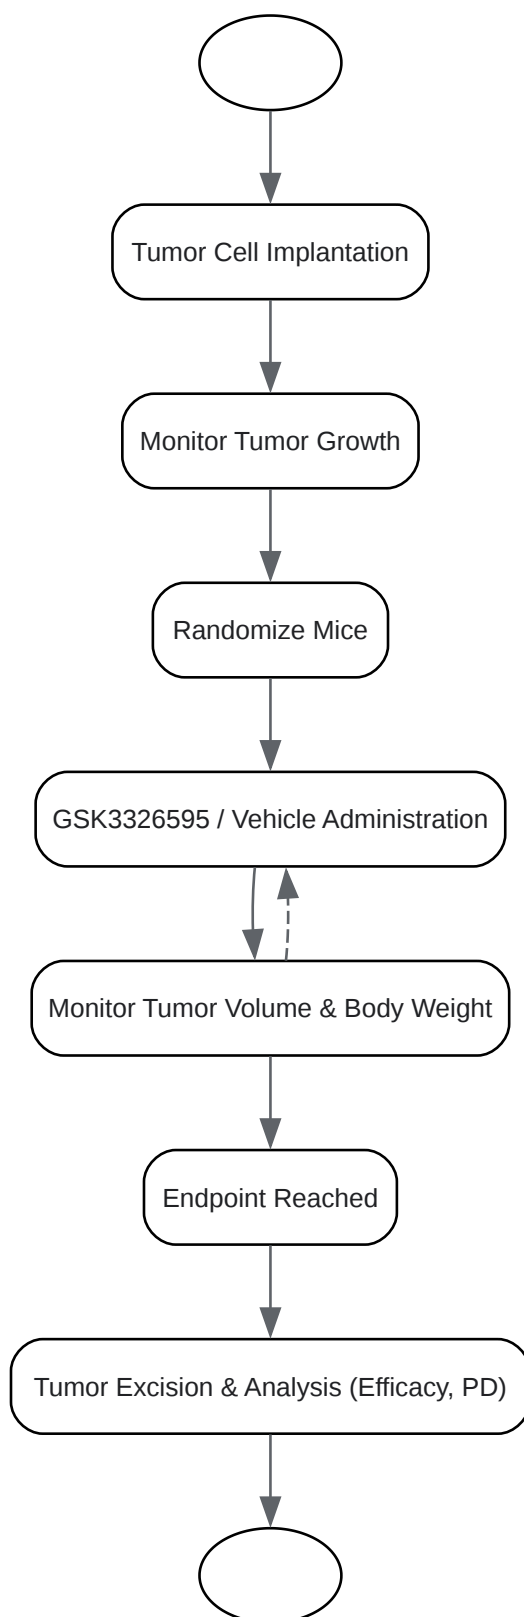 Tumor Cell Implantation
Monitor Tumor Growth
Randomize Mice
GSK3326595 / Vehicle Administration
Monitor Tumor Volume & Body Weight
Endpoint Reached
Tumor Excision & Analysis (Efficacy, PD)